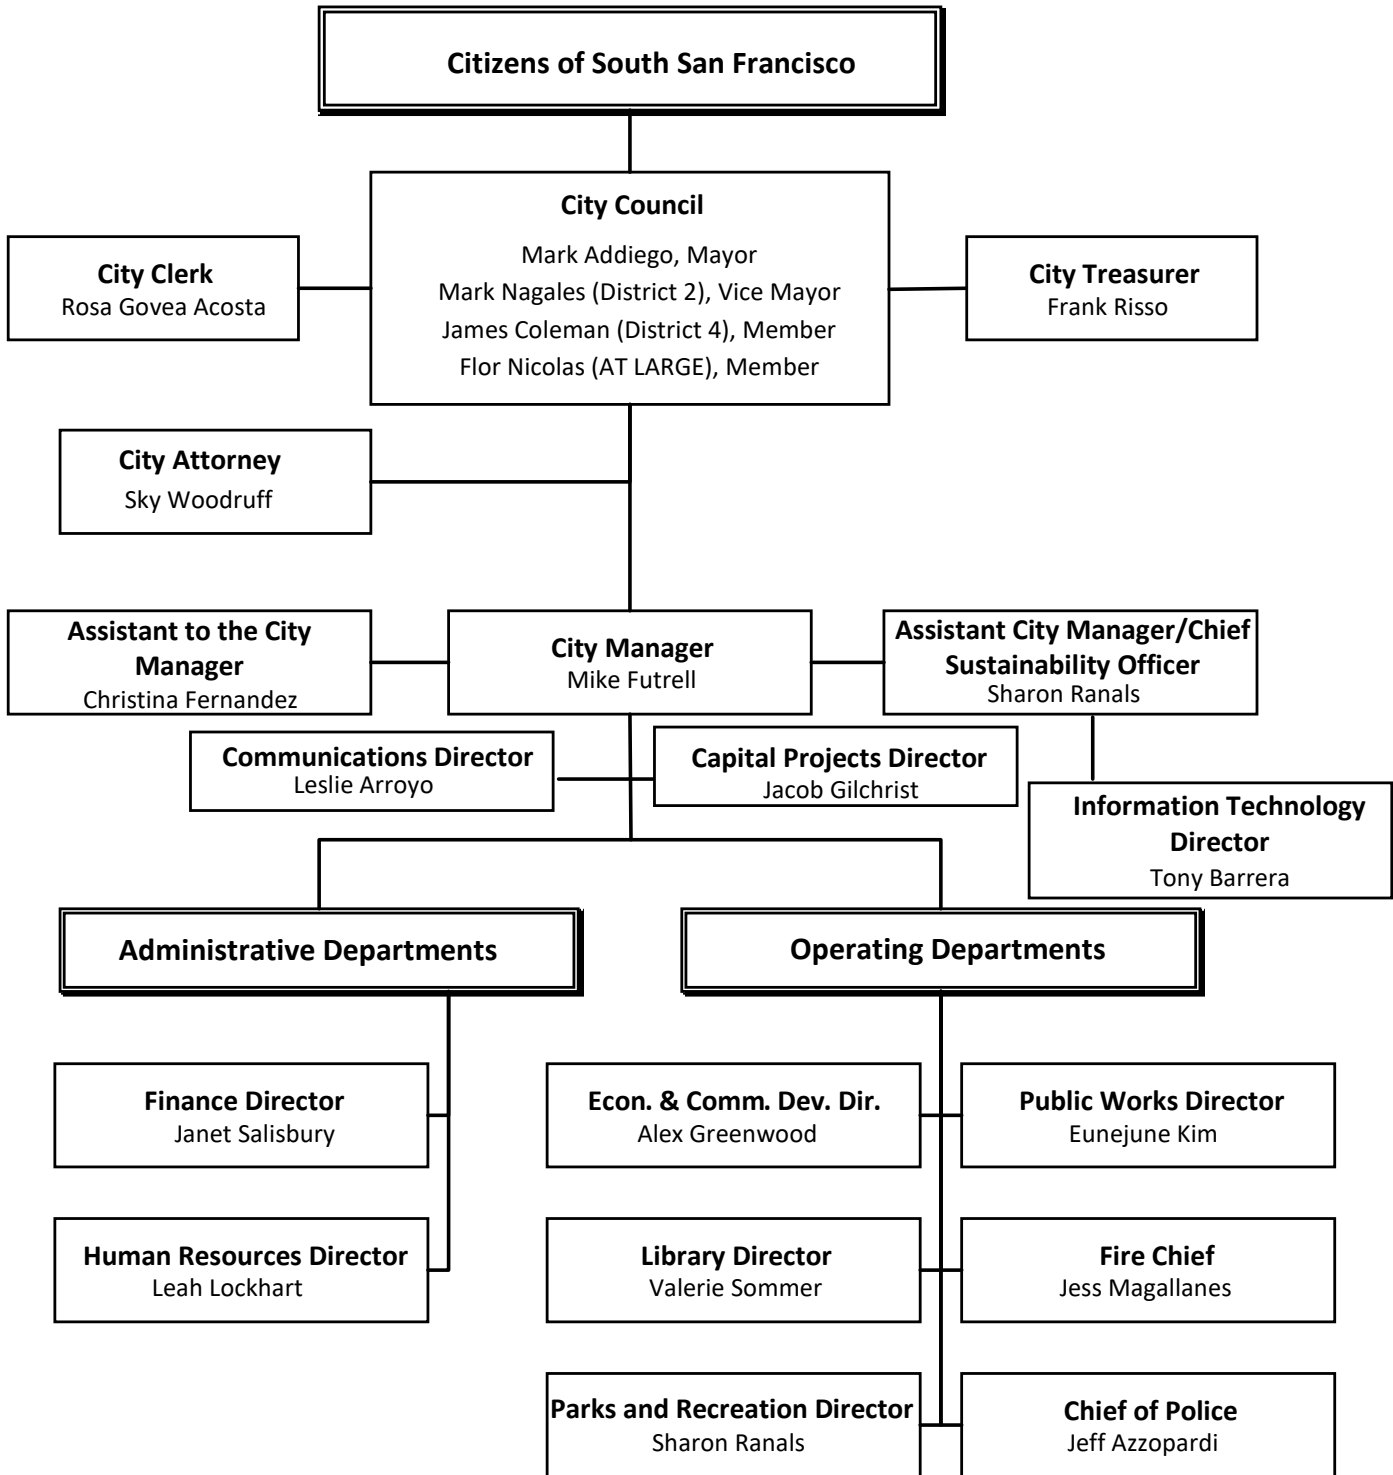 Citizens of South San Francisco
City Council
Mark Addiego, Mayor
Mark Nagales (District 2), Vice Mayor
James Coleman (District 4), Member
Flor Nicolas (AT LARGE), Member
City Clerk
Rosa Govea Acosta
City Treasurer
Frank Risso
City Attorney
Sky Woodruff
Assistant to the City
Manager
Christina Fernandez
City Manager
Mike Futrell
Assistant City Manager/Chief
Sustainability Officer
Sharon Ranals
Communications Director
Leslie Arroyo
Capital Projects Director
Jacob Gilchrist
Information Technology
Director
Tony Barrera
Administrative Departments
Operating Departments
Finance Director
Janet Salisbury
Econ. & Comm. Dev. Dir.
Alex Greenwood
Public Works Director
Eunejune Kim
Human Resources Director
Leah Lockhart
Library Director
Valerie Sommer
Fire Chief
Jess Magallanes
Parks and Recreation Director
Sharon Ranals
Chief of Police
Jeff Azzopardi